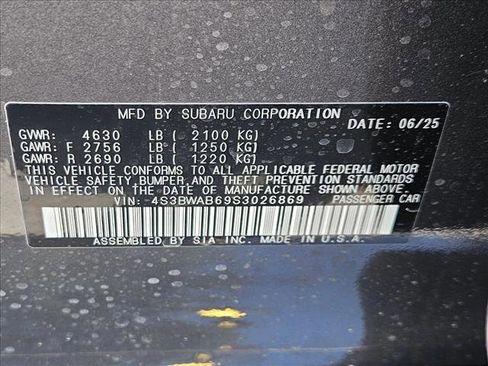 MFD BY SUBARU CORPORATION
DATE: 06/25
GVWR: 4630 LB ( 2100 KG)
GAWR: F 2756 LB ( 1250 KG)
GAWR: R 2690 LB ( 1220 KG)
THIS VEHICLE CONFORMS TO ALL APPLICABLE FEDERAL MOTOR
VEHICLE SAFETY, BUMPER, AND THEFT PREVENTION STANDARDS
IN EFFECT ON THE DATE OF MANUFACTURE SHOWN ABOVE.
VIN: 4S3BWAB69S3026869 PASSENGER CAR
ASSEMBLED BY SIA INC. MADE IN U.S.A.